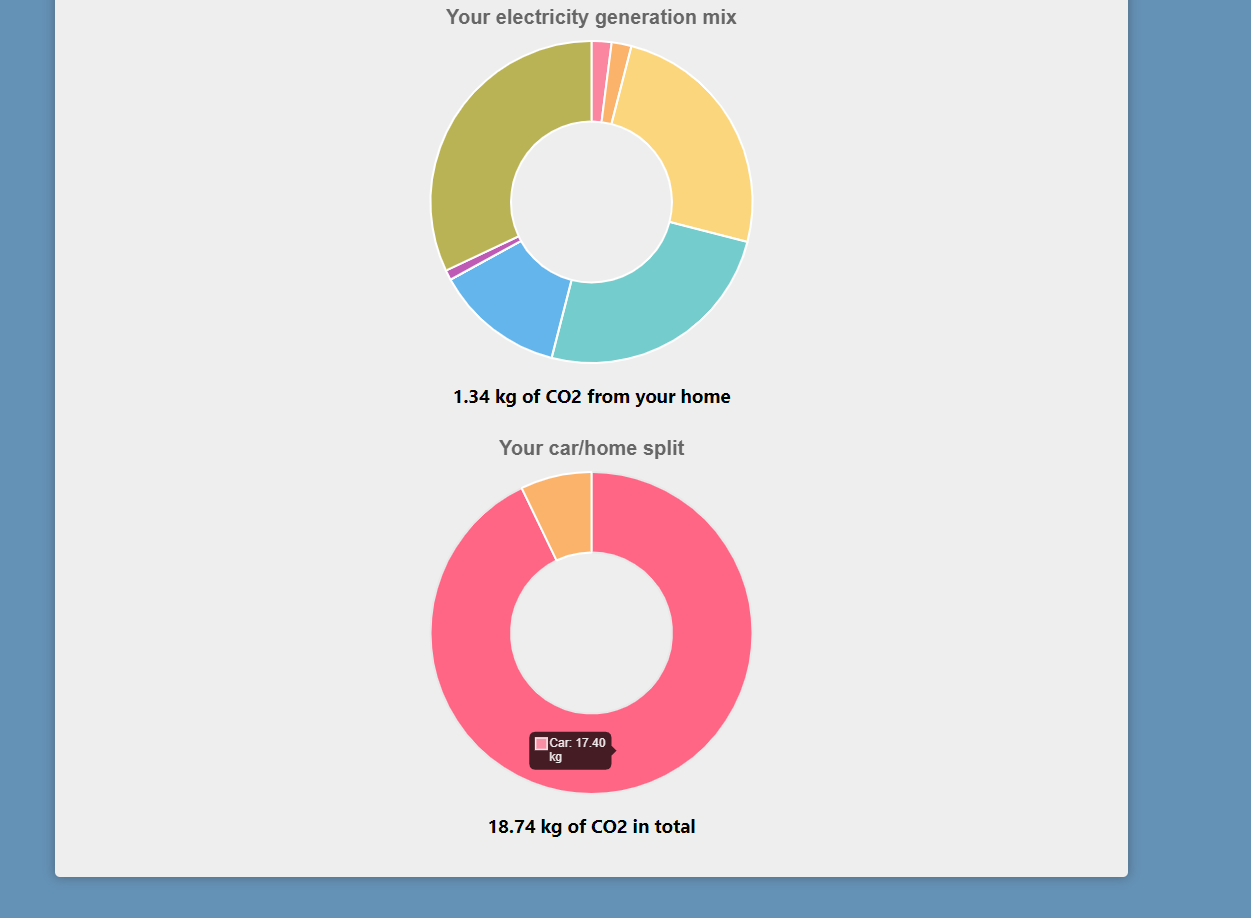 Your electricity generation mix
1.34 kg of CO2 from your home
Your car/home split
Car: 17.40
kg
18.74 kg of CO2 in total